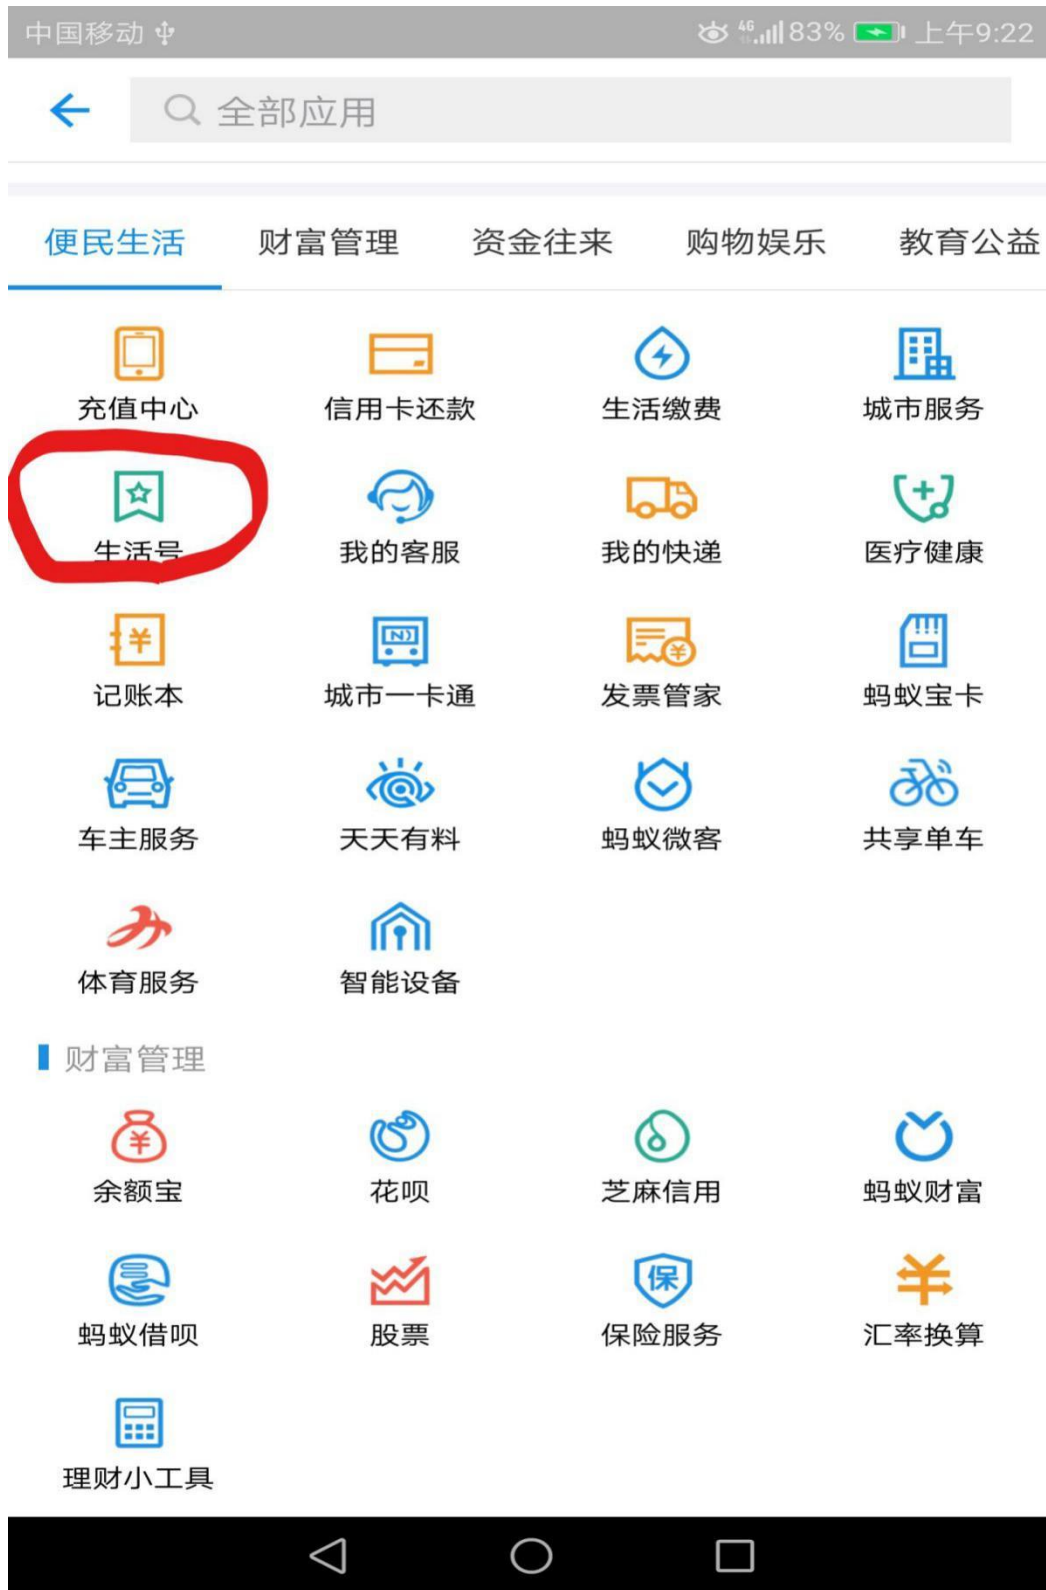 中国移动 46 83% 上午9:22
全部应用
便民生活 财富管理 资金往来 购物娱乐 教育公益
充值中心 信用卡还款 生活缴费 城市服务
生活号 我的客服 我的快递 医疗健康
记账本 城市一卡通 发票管家 蚂蚁宝卡
车主服务 天天有料 蚂蚁微客 共享单车
体育服务 智能设备
财富管理
余额宝 花呗 芝麻信用 蚂蚁财富
保
蚂蚁借呗 股票 保险服务 汇率换算
理财小工具